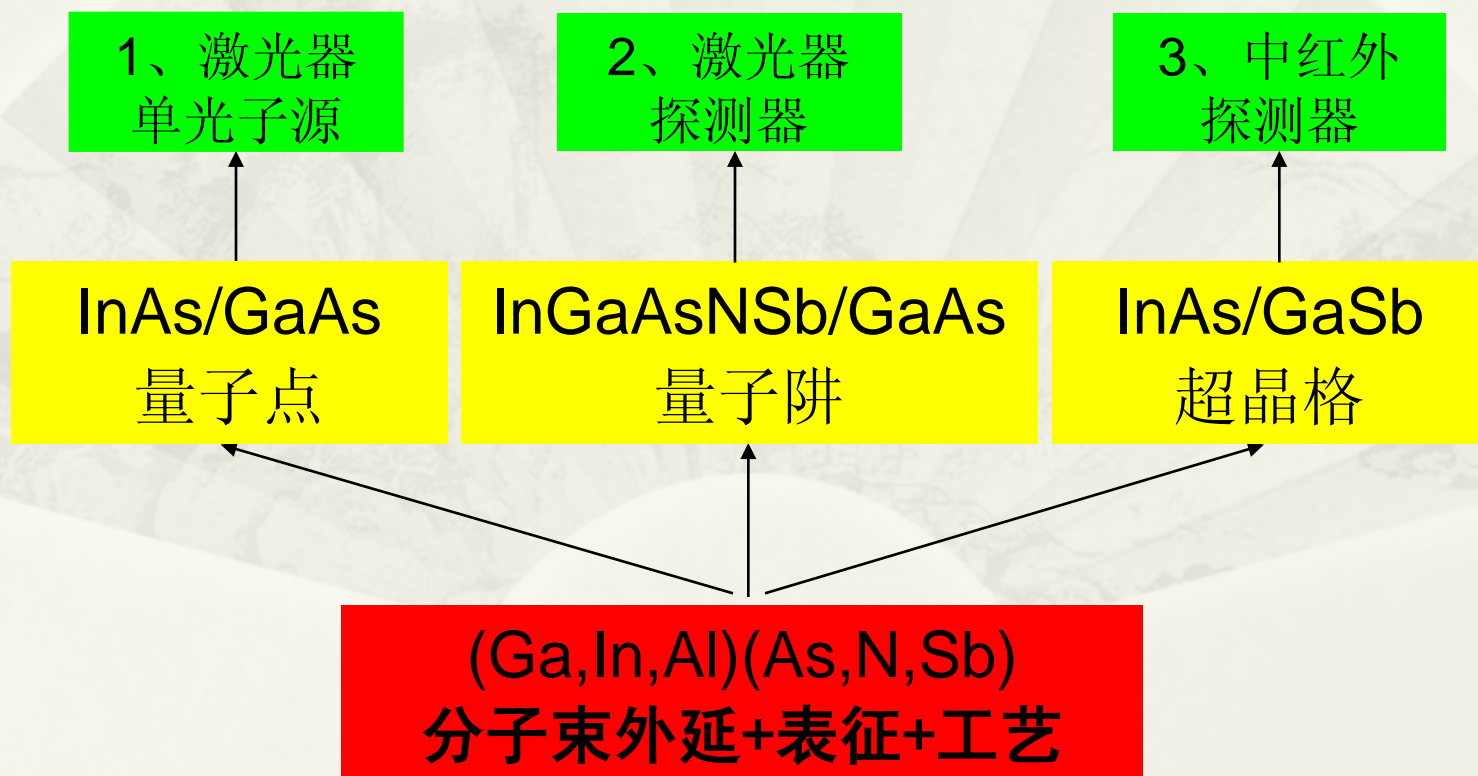 1、激光器
单光子源
2、激光器
探测器
3、中红外
探测器
InAs/GaAs
量子点
InGaAsNSb/GaAs
量子阱
InAs/GaSb
超晶格
(Ga,In,Al)(As,N,Sb)
分子束外延+表征+工艺